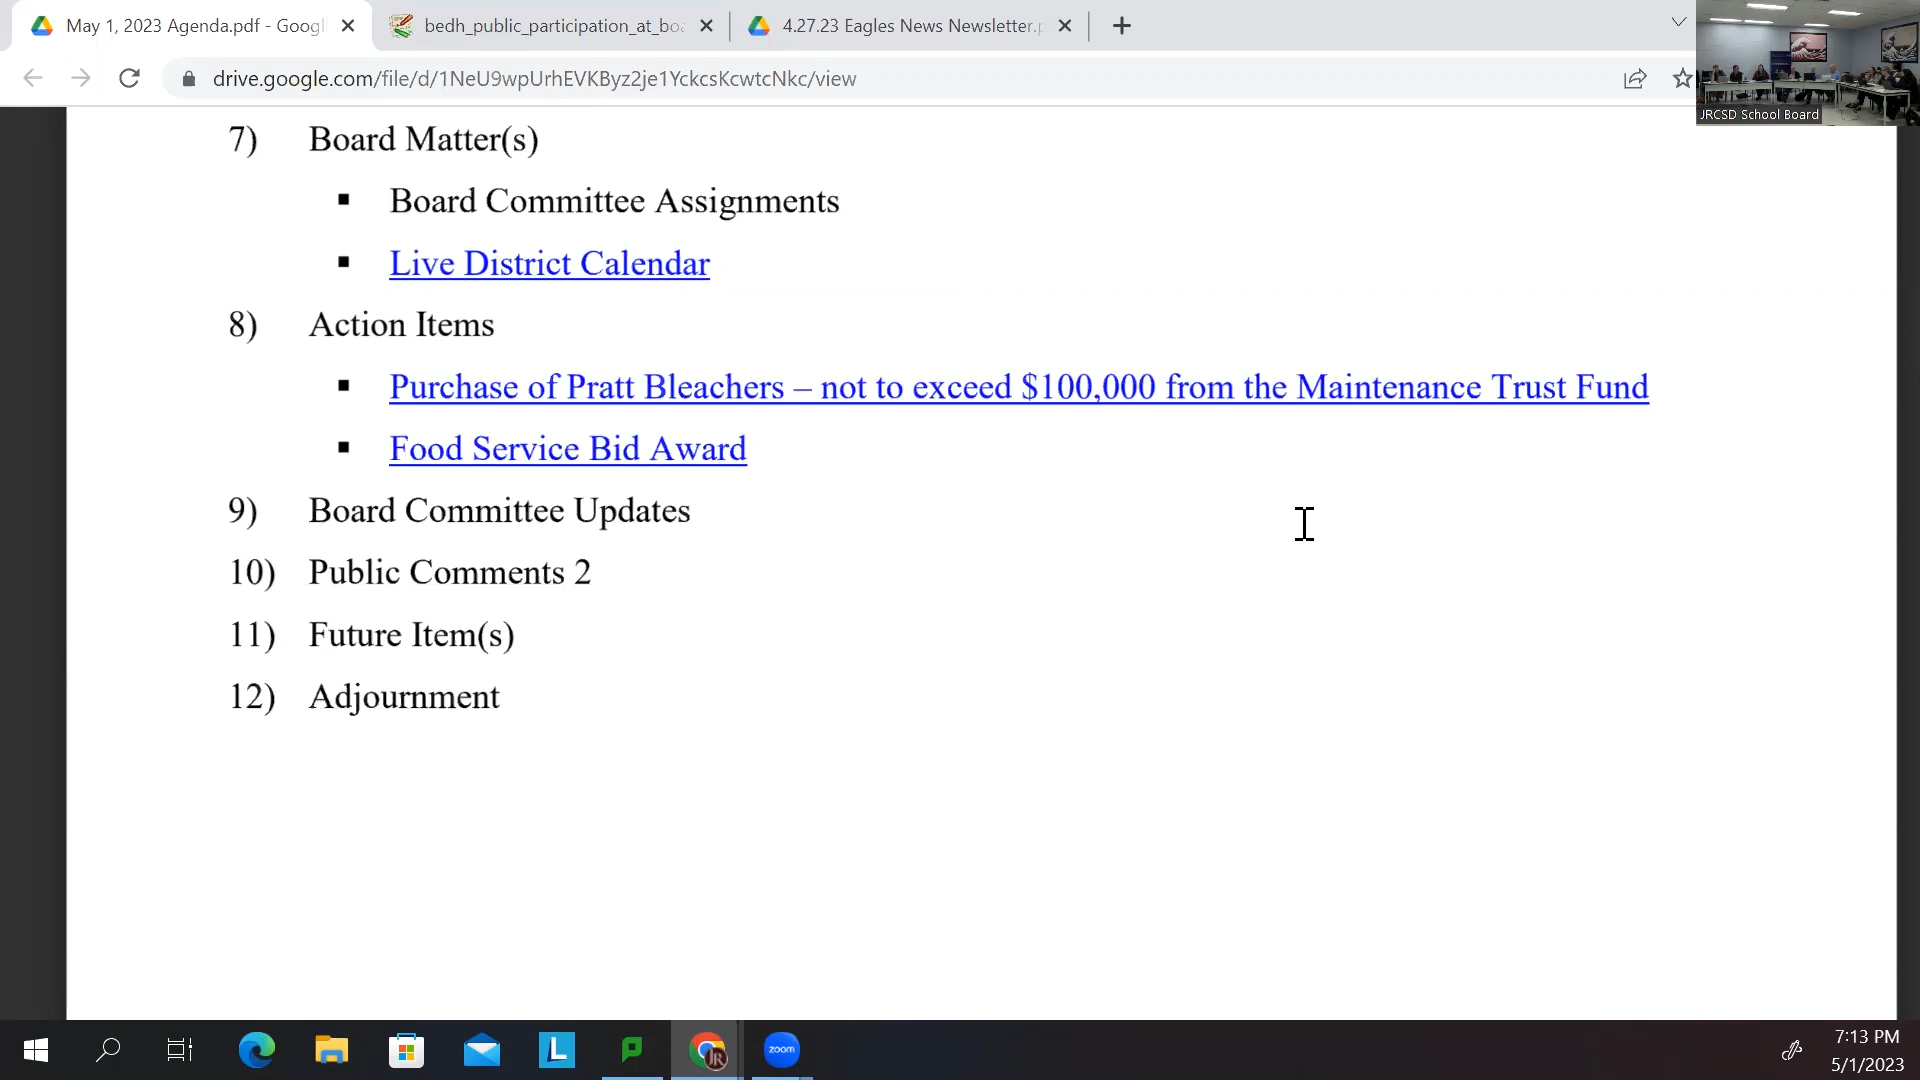 May 1, 2023 Agenda.pdf - Googl
bedh_public_participation_at_boa
4.27.23 Eagles News Newsletter.p
drive.google.com/file/d/1NeU9wpUrhEVKByz2je1YckcsKcwtcNkc/view
JRCSD School Board
7) Board Matter(s)
▪ Board Committee Assignments
▪ Live District Calendar
8) Action Items
▪ Purchase of Pratt Bleachers – not to exceed $100,000 from the Maintenance Trust Fund
▪ Food Service Bid Award
9) Board Committee Updates
10) Public Comments 2
11) Future Item(s)
12) Adjournment
L
JR
zoom
7:13 PM
5/1/2023